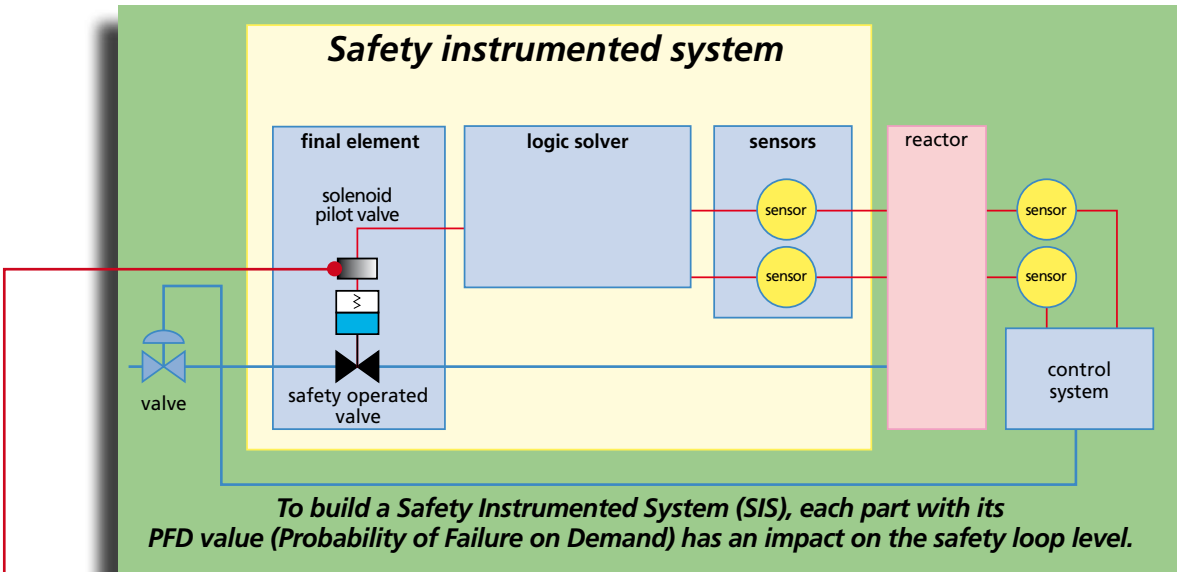 Safety instrumented system
final element
logic solver
sensors
reactor
solenoid
pilot valve
sensor
sensor
sensor
sensor
safety operated
valve
valve
control
system
To build a Safety Instrumented System (SIS), each part with its
PFD value (Probability of Failure on Demand) has an impact on the safety loop level.